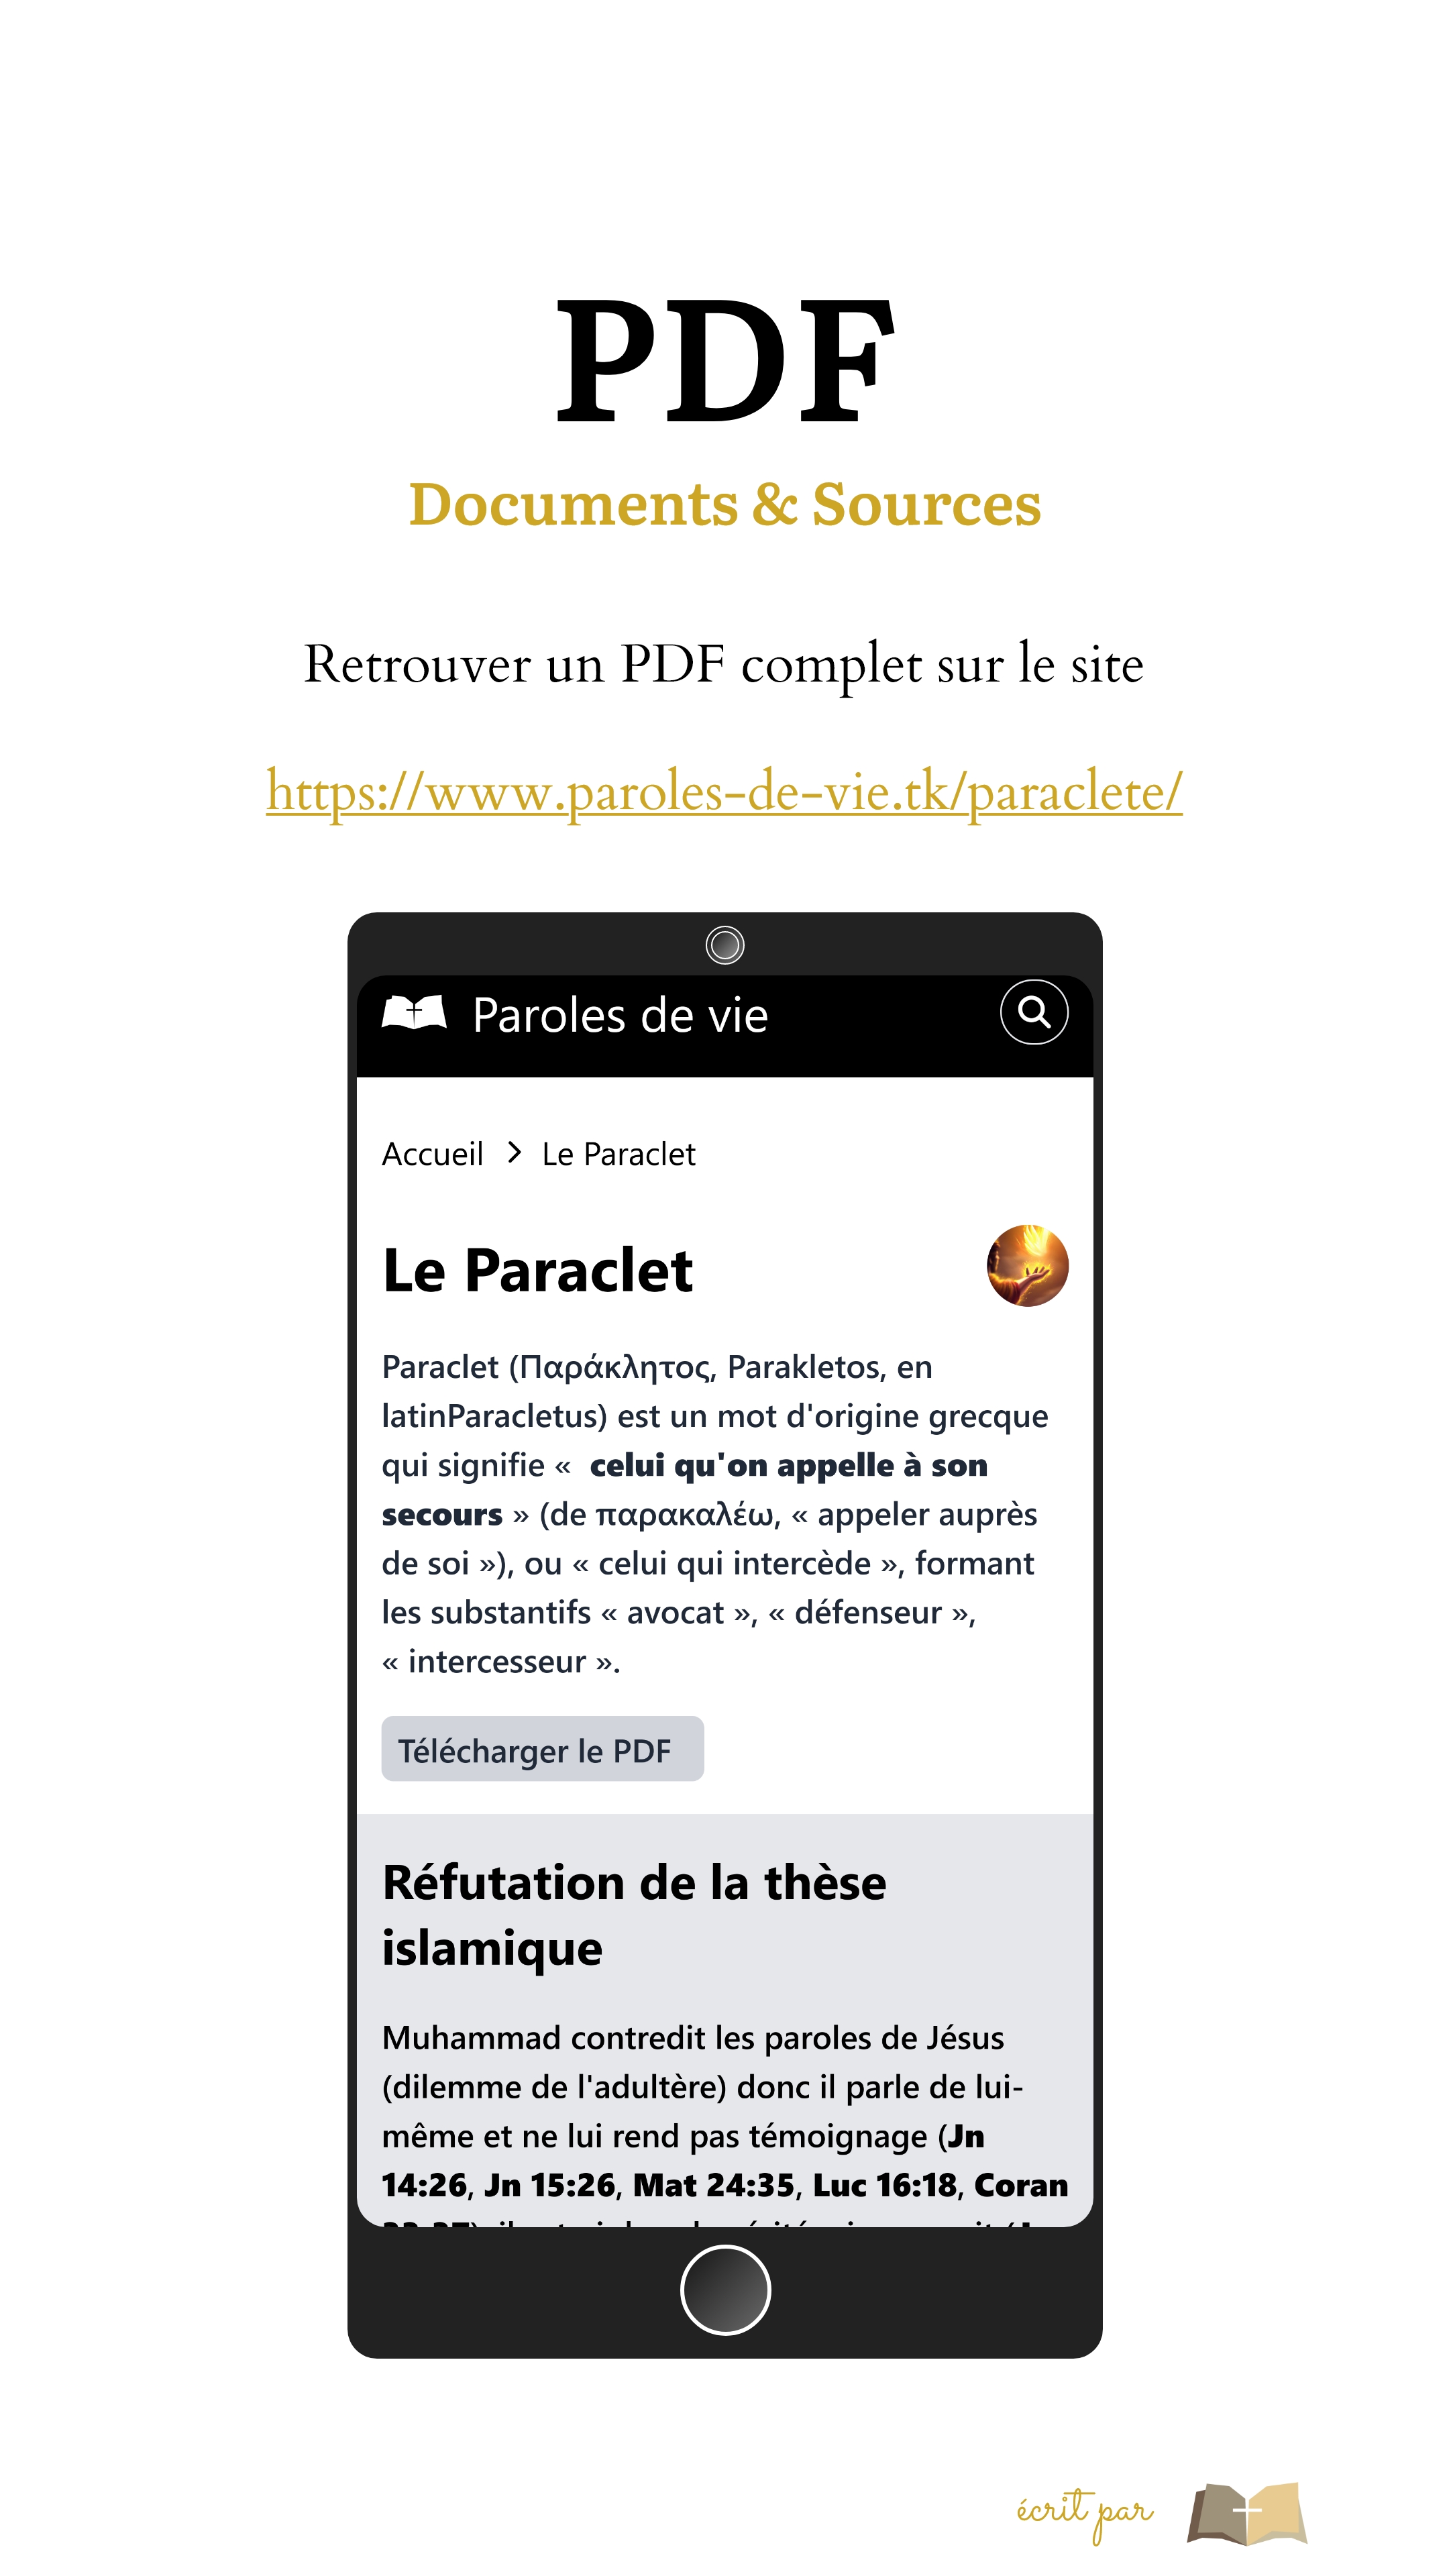 PDF
Documents & Sources
Retrouver un PDF complet sur le site
https://www.paroles-de-vie.tk/paraclete/
Paroles de vie
Accueil > Le Paraclet
Le Paraclet
Paraclet (Παράκλητος, Parakletos, en
latinParacletus) est un mot d'origine grecque
qui signifie « celui qu'on appelle à son
secours » (de παρακαλέω, « appeler auprès
de soi »), ou « celui qui intercède », formant
les substantifs « avocat », « défenseur »,
« intercesseur ».
Télécharger le PDF
Réfutation de la thèse
islamique
Muhammad contredit les paroles de Jésus
(dilemme de l'adultère) donc il parle de lui-
même et ne lui rend pas témoignage (Jn
14:26, Jn 15:26, Mat 24:35, Luc 16:18, Coran
écrit par